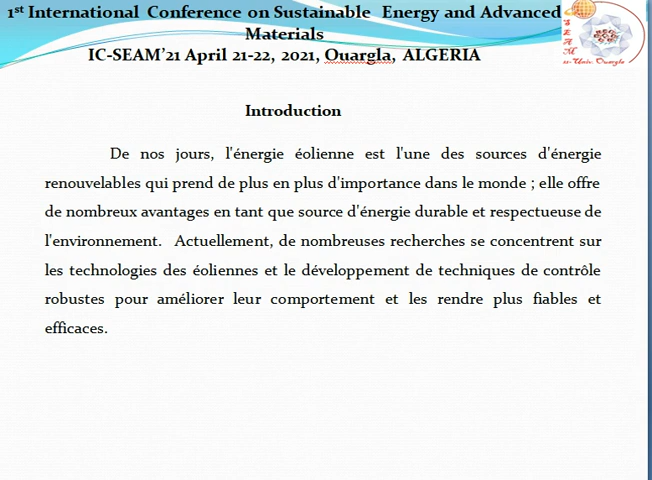 1st International Conference on Sustainable Energy and Advanced
Materials
IC-SEAM’21 April 21-22, 2021, Ouargla, ALGERIA
SEAM
21-Univ. Ouargla
Introduction
De nos jours, l'énergie éolienne est l'une des sources d'énergie
renouvelables qui prend de plus en plus d'importance dans le monde ; elle offre
de nombreux avantages en tant que source d'énergie durable et respectueuse de
l'environnement. Actuellement, de nombreuses recherches se concentrent sur
les technologies des éoliennes et le développement de techniques de contrôle
robustes pour améliorer leur comportement et les rendre plus fiables et
efficaces.